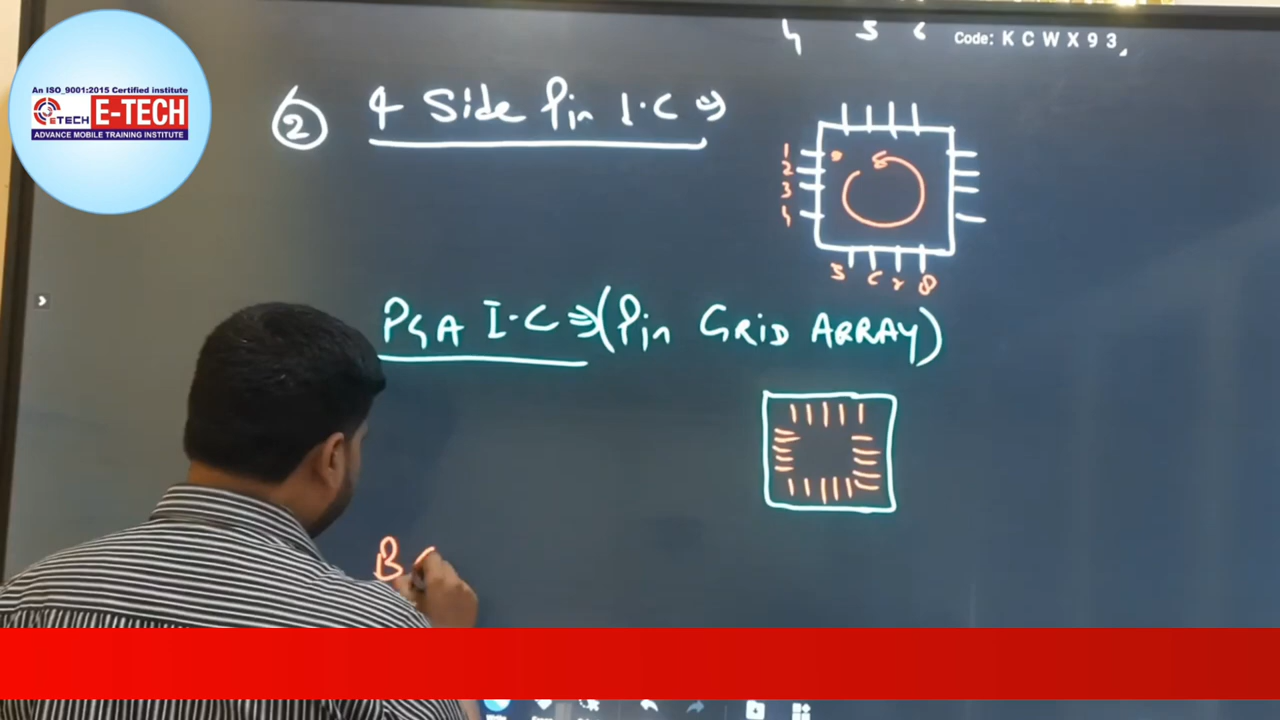 4 5 6 Code: K C W X 9 3
An ISO_9001:2015 Certified institute
ETECH E-TECH
ADVANCE MOBILE TRAINING INSTITUTE
2 4 Side Pin I.C ⇒
1
2
3
4
5 6 7 8
PGA I.C ⇒ (Pin GRiD ARRAY)
B